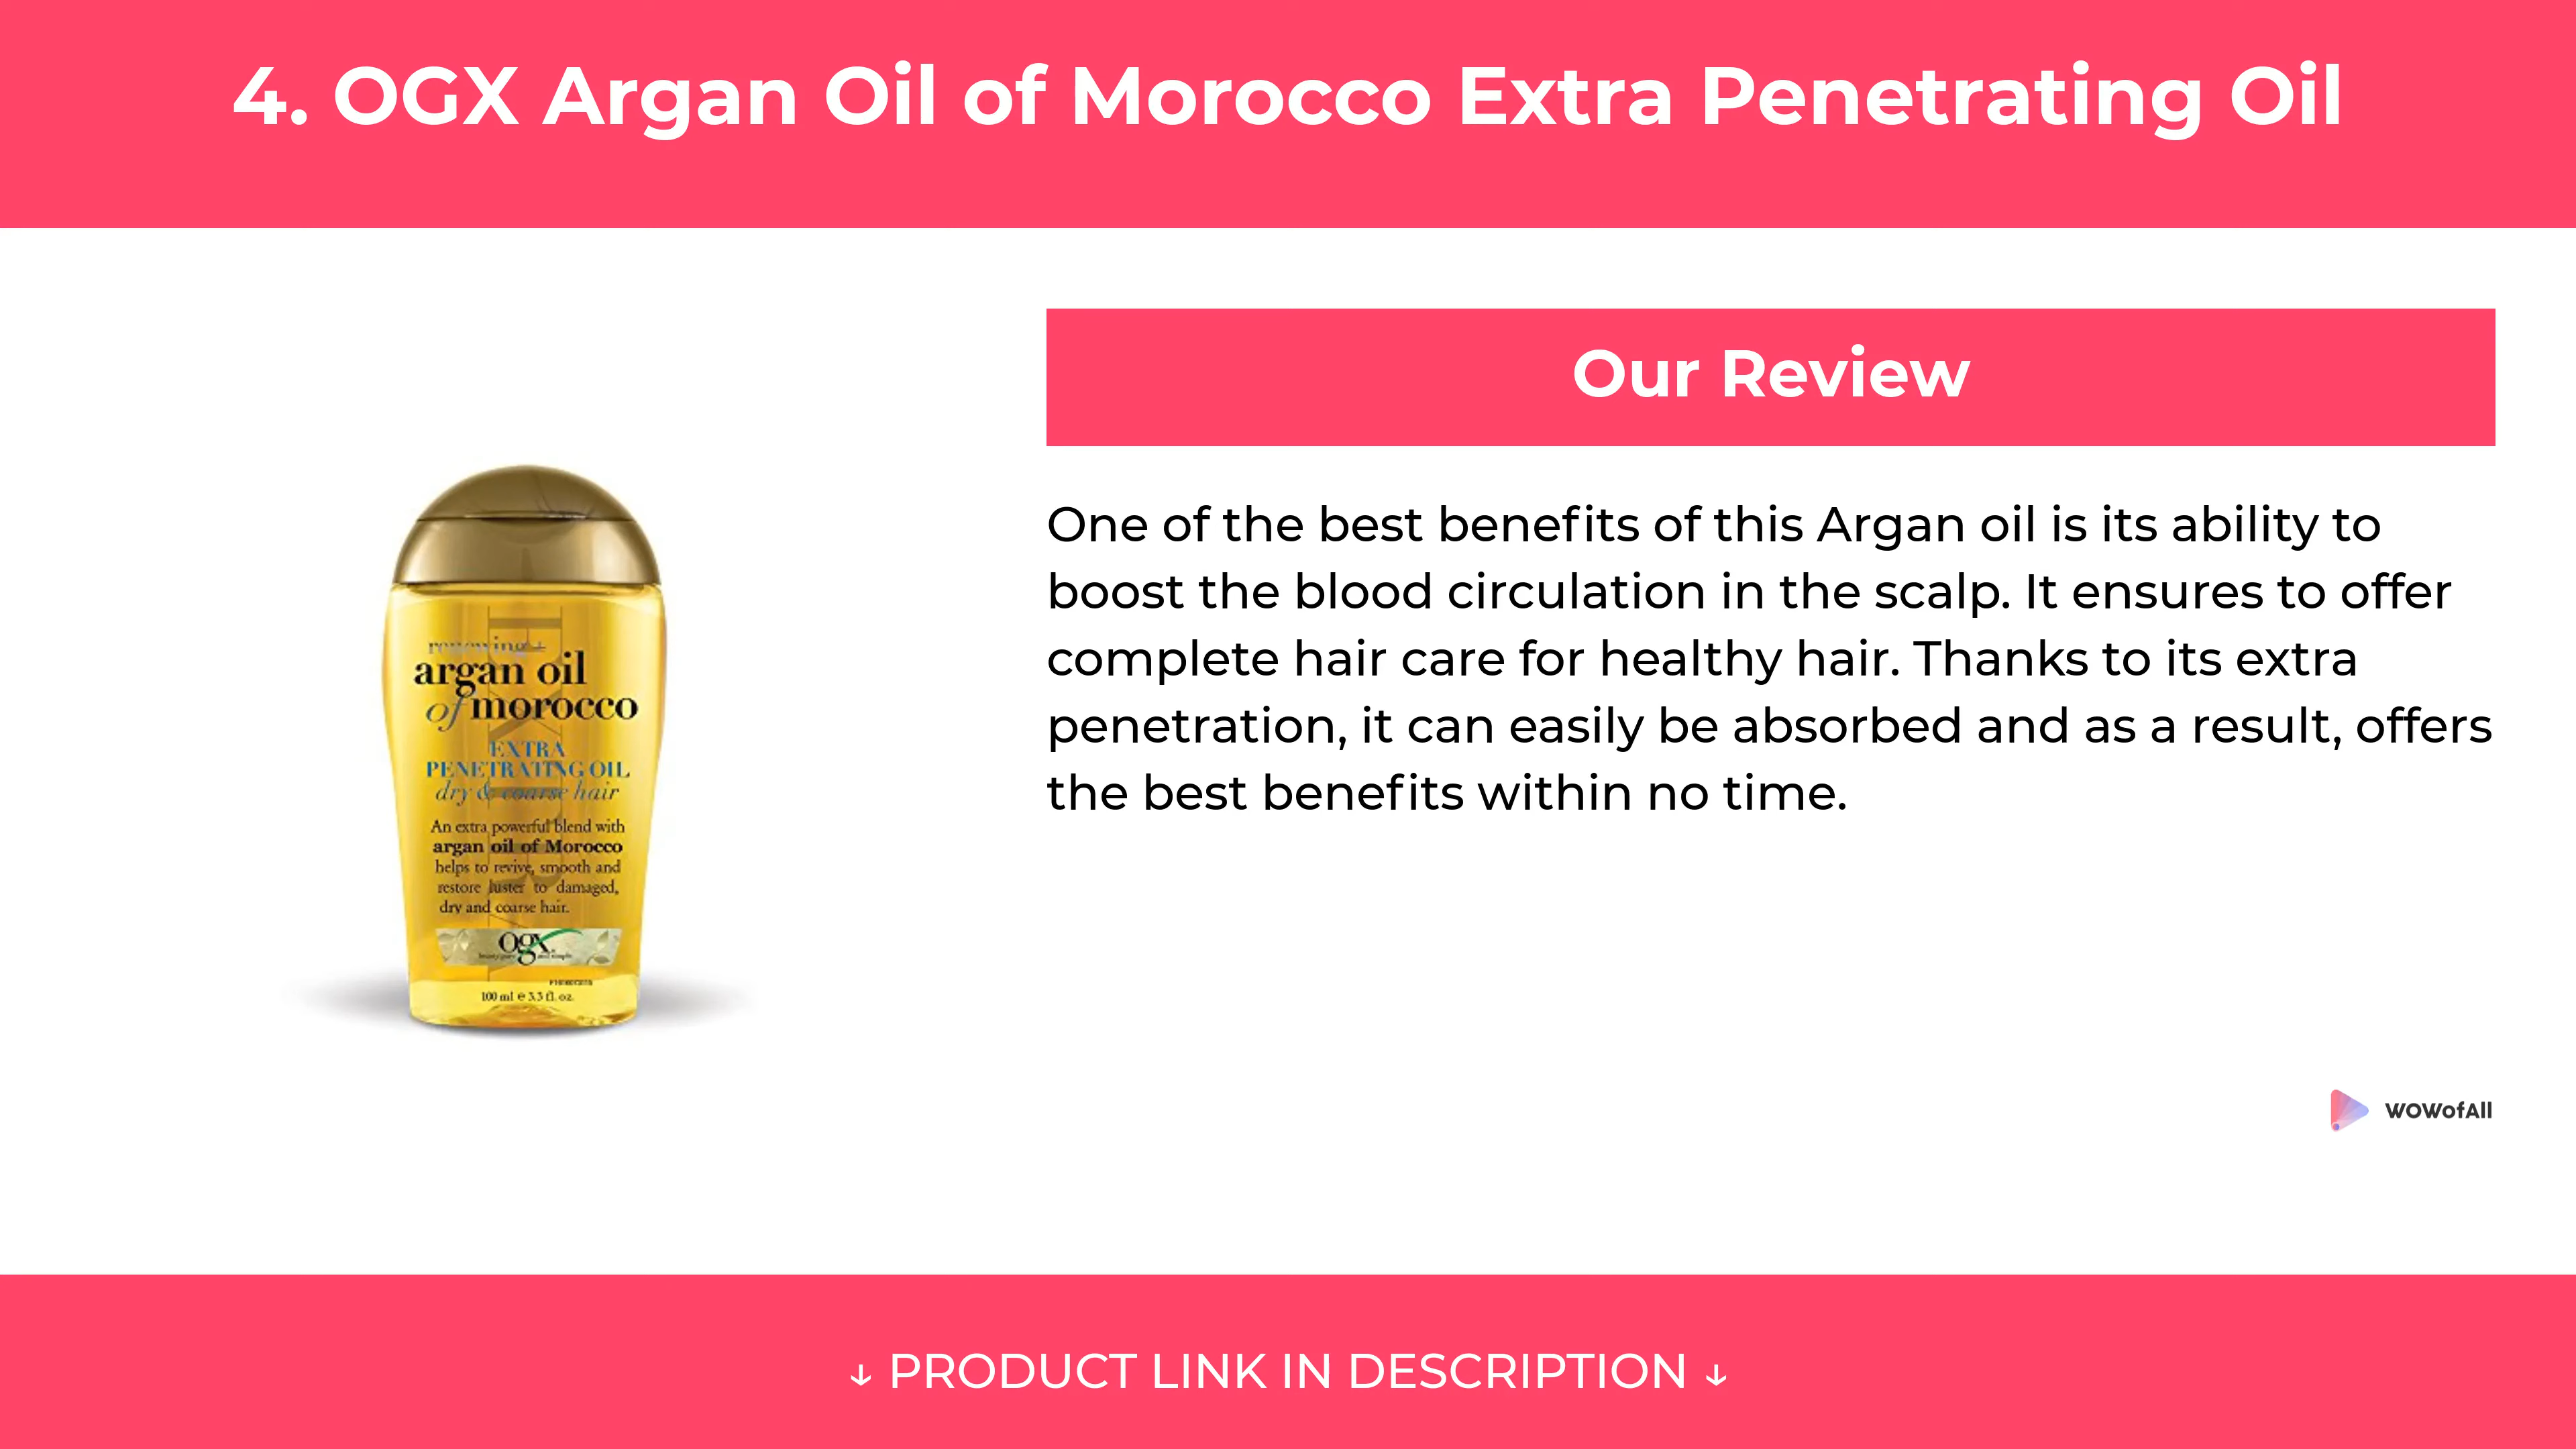 4. OGX Argan Oil of Morocco Extra Penetrating Oil
Our Review
One of the best benefits of this Argan oil is its ability to
boost the blood circulation in the scalp. It ensures to offer
complete hair care for healthy hair. Thanks to its extra
penetration, it can easily be absorbed and as a result, offers
the best benefits within no time.
renewing +
argan oil
of morocco
EXTRA
PENETRATING OIL
dry & coarse hair
An extra powerful blend with
argan oil of Morocco
helps to revive, smooth and
restore luster to damaged,
dry and coarse hair.
ogx
100 ml e 3.3 fl. oz.
WOWofAll
↓ PRODUCT LINK IN DESCRIPTION ↓